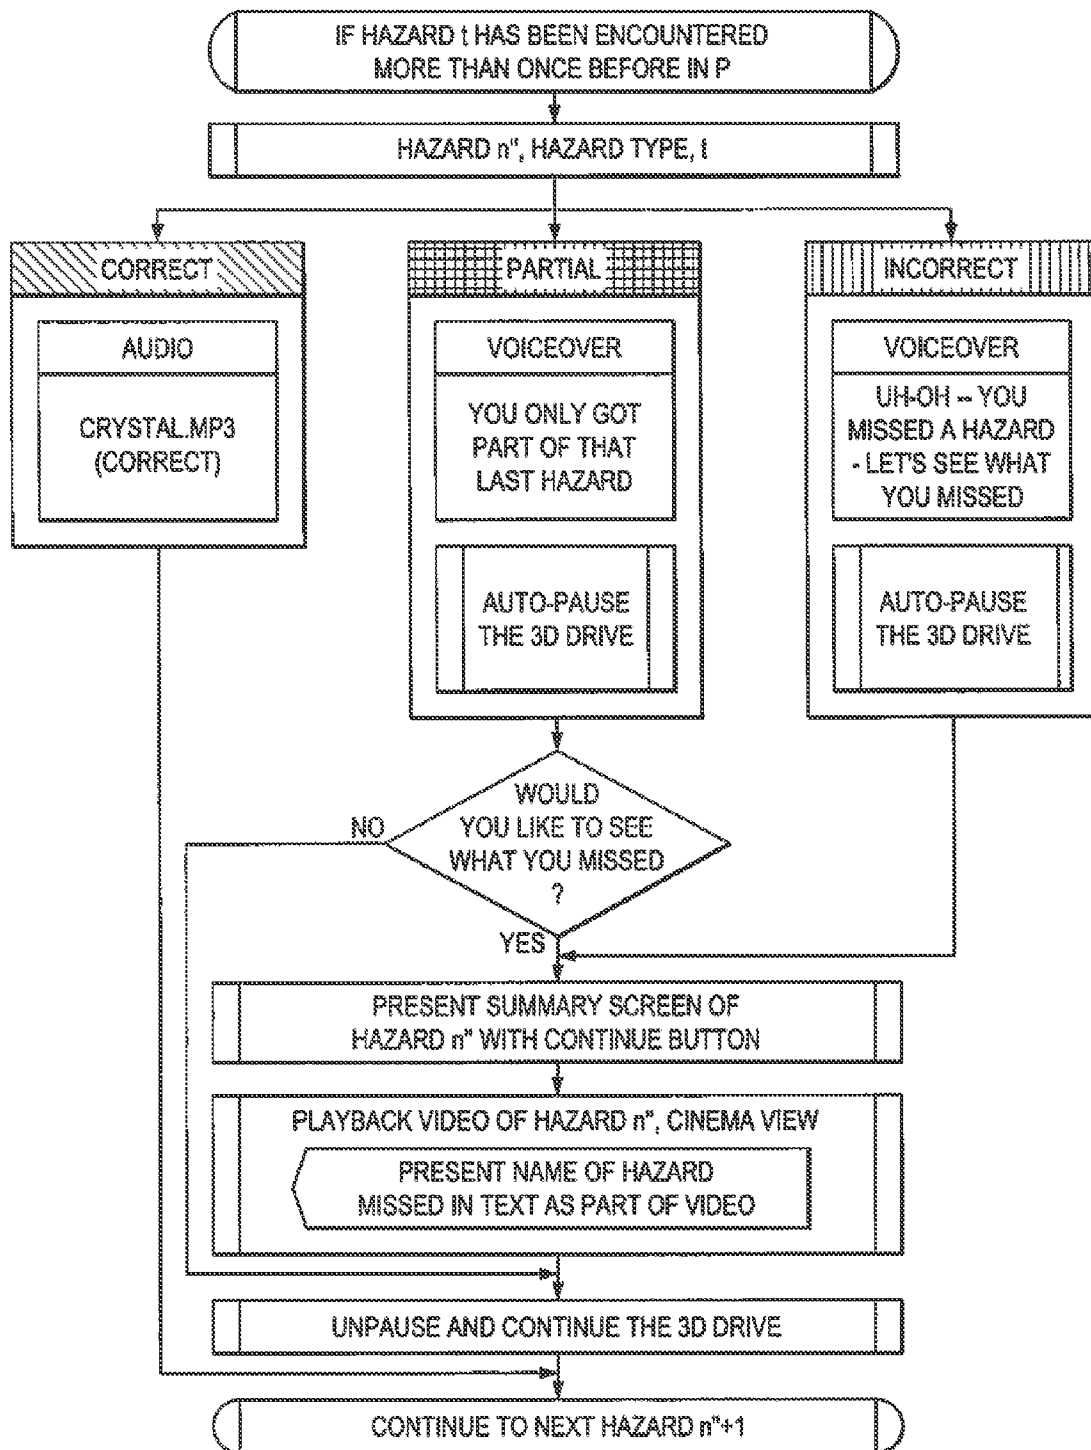 IF HAZARD t HAS BEEN ENCOUNTERED
MORE THAN ONCE BEFORE IN P
HAZARD n", HAZARD TYPE, t
CORRECT
AUDIO
CRYSTAL.MP3
(CORRECT)
PARTIAL
VOICEOVER
YOU ONLY GOT
PART OF THAT
LAST HAZARD
AUTO-PAUSE
THE 3D DRIVE
INCORRECT
VOICEOVER
UH-OH -- YOU
MISSED A HAZARD
- LET'S SEE WHAT
YOU MISSED
AUTO-PAUSE
THE 3D DRIVE
WOULD
YOU LIKE TO SEE
WHAT YOU MISSED
?
NO
YES
PRESENT SUMMARY SCREEN OF
HAZARD n" WITH CONTINUE BUTTON
PLAYBACK VIDEO OF HAZARD n", CINEMA VIEW
PRESENT NAME OF HAZARD
MISSED IN TEXT AS PART OF VIDEO
UNPAUSE AND CONTINUE THE 3D DRIVE
CONTINUE TO NEXT HAZARD n"+1